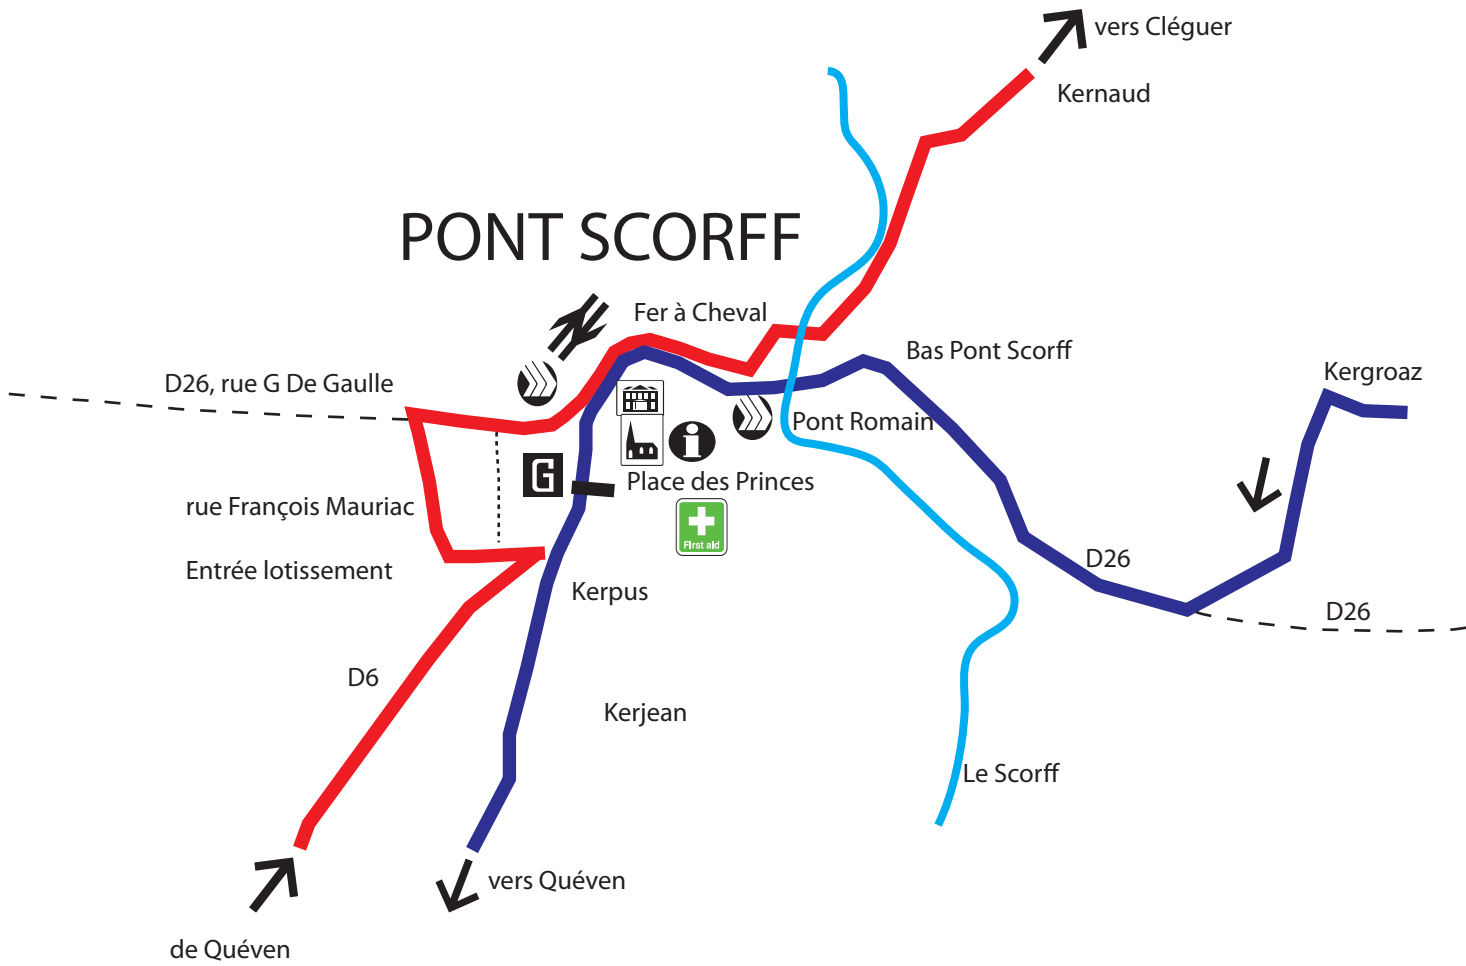 vers Cléguer
Kernaud
PONT SCORFF
Fer à Cheval
Bas Pont Scorff
Kergroaz
D26, rue G De Gaulle
Pont Romain
G
Place des Princes
rue François Mauriac
First aid
D26
Entrée lotissement
Kerpus
D26
D6
Kerjean
Le Scorff
vers Quéven
de Quéven